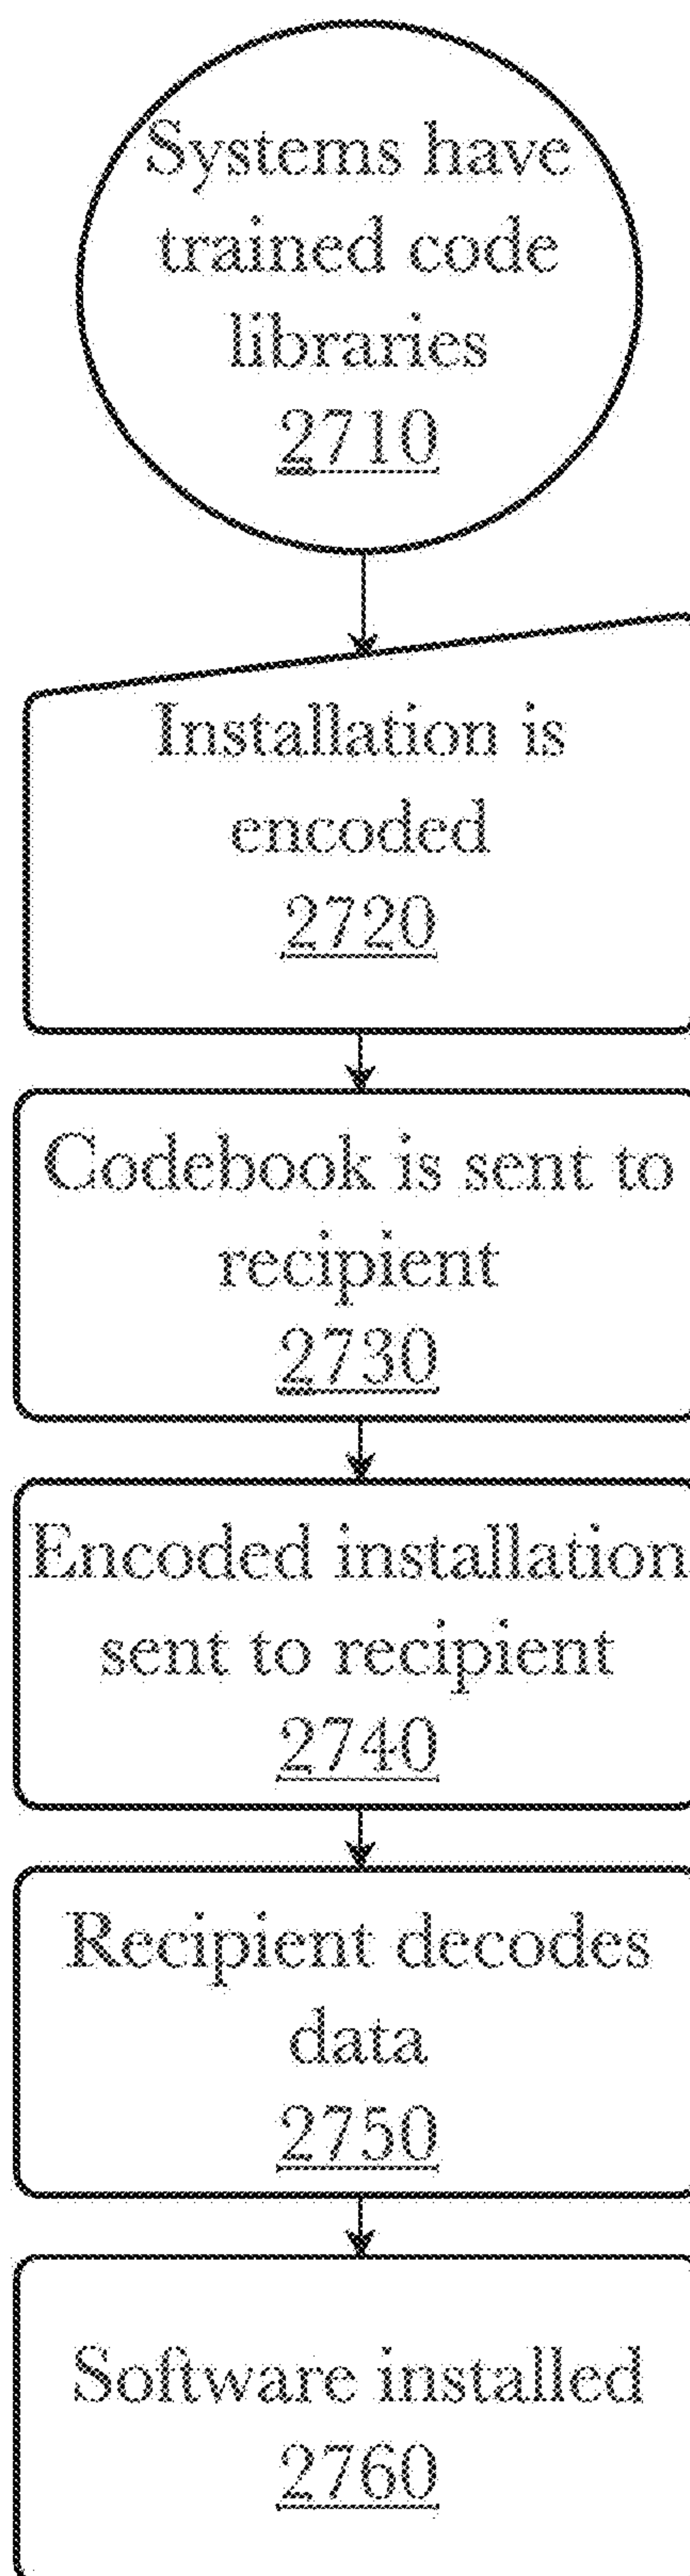 Systems have
trained code
libraries
2710
Installation is
encoded
2720
Codebook is sent to
recipient
2730
Encoded installation
sent to recipient
2740
Recipient decodes
data
2750
Software installed
2760